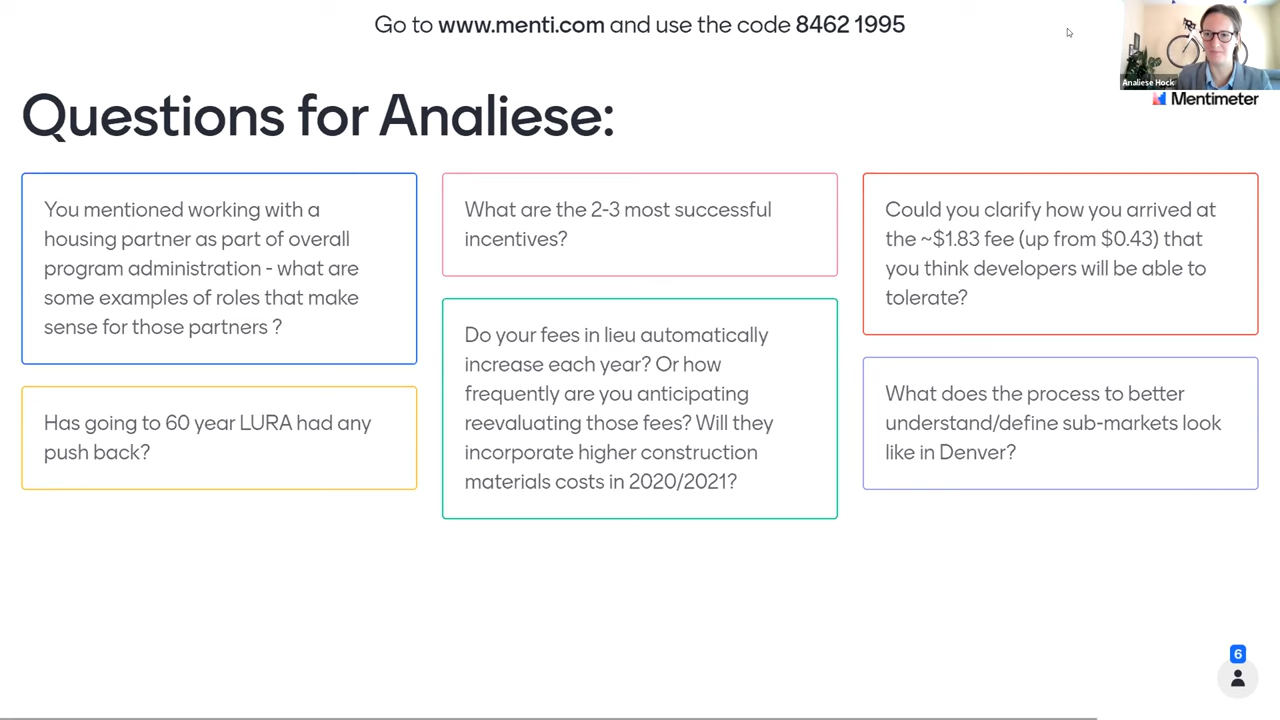 Go to www.menti.com and use the code 8462 1995
Analiese Hock
Mentimeter
Questions for Analiese:
You mentioned working with a
housing partner as part of overall
program administration - what are
some examples of roles that make
sense for those partners ?
Has going to 60 year LURA had any
push back?
What are the 2-3 most successful
incentives?
Do your fees in lieu automatically
increase each year? Or how
frequently are you anticipating
reevaluating those fees? Will they
incorporate higher construction
materials costs in 2020/2021?
Could you clarify how you arrived at
the ~$1.83 fee (up from $0.43) that
you think developers will be able to
tolerate?
What does the process to better
understand/define sub-markets look
like in Denver?
6